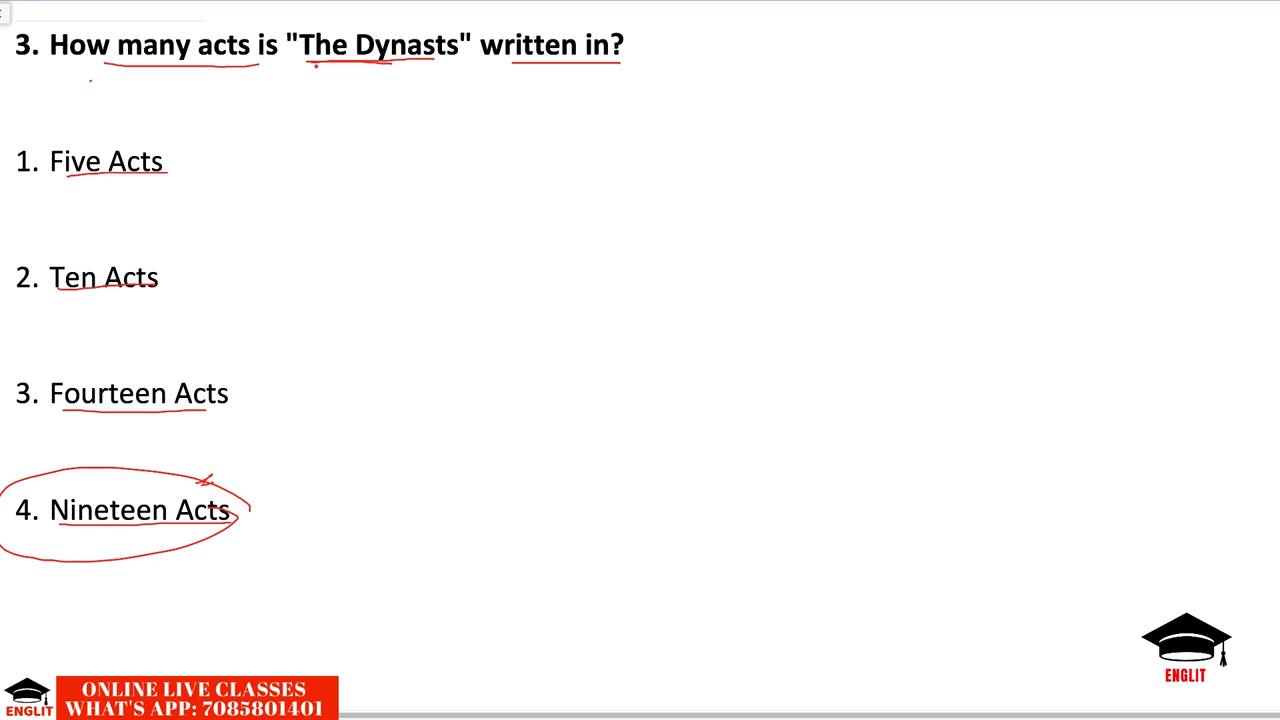 3. How many acts is "The Dynasts" written in?
1. Five Acts
2. Ten Acts
3. Fourteen Acts
4. Nineteen Acts
ENGLIT
ENGLIT
ONLINE LIVE CLASSES
WHAT'S APP: 7085801401